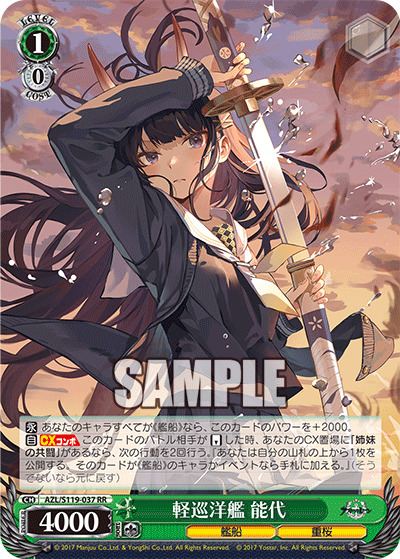 LEVEL
1
0
COST
SAMPLE
永 あなたのキャラすべてが《艦船》なら、このカードのパワーを+2000。
自 CXコンボ このカードのバトル相手が【】した時、あなたのCX置場に「姉妹
の共闘」があるなら、次の行動を2回行う。『あなたは自分の山札の上から1枚を
公開する。そのカードが《艦船》のキャライベントなら手札に加える。』(そ
うでないなら元に戻す)
CH AZL/S119-037 RR
4000
軽巡洋艦 能代
艦船 重桜
© 2017 Manjuu Co.,Ltd. & YongShi Co.,Ltd. All Rights Reserved. © 2017 Yostar, Inc. All Rights Reserved.